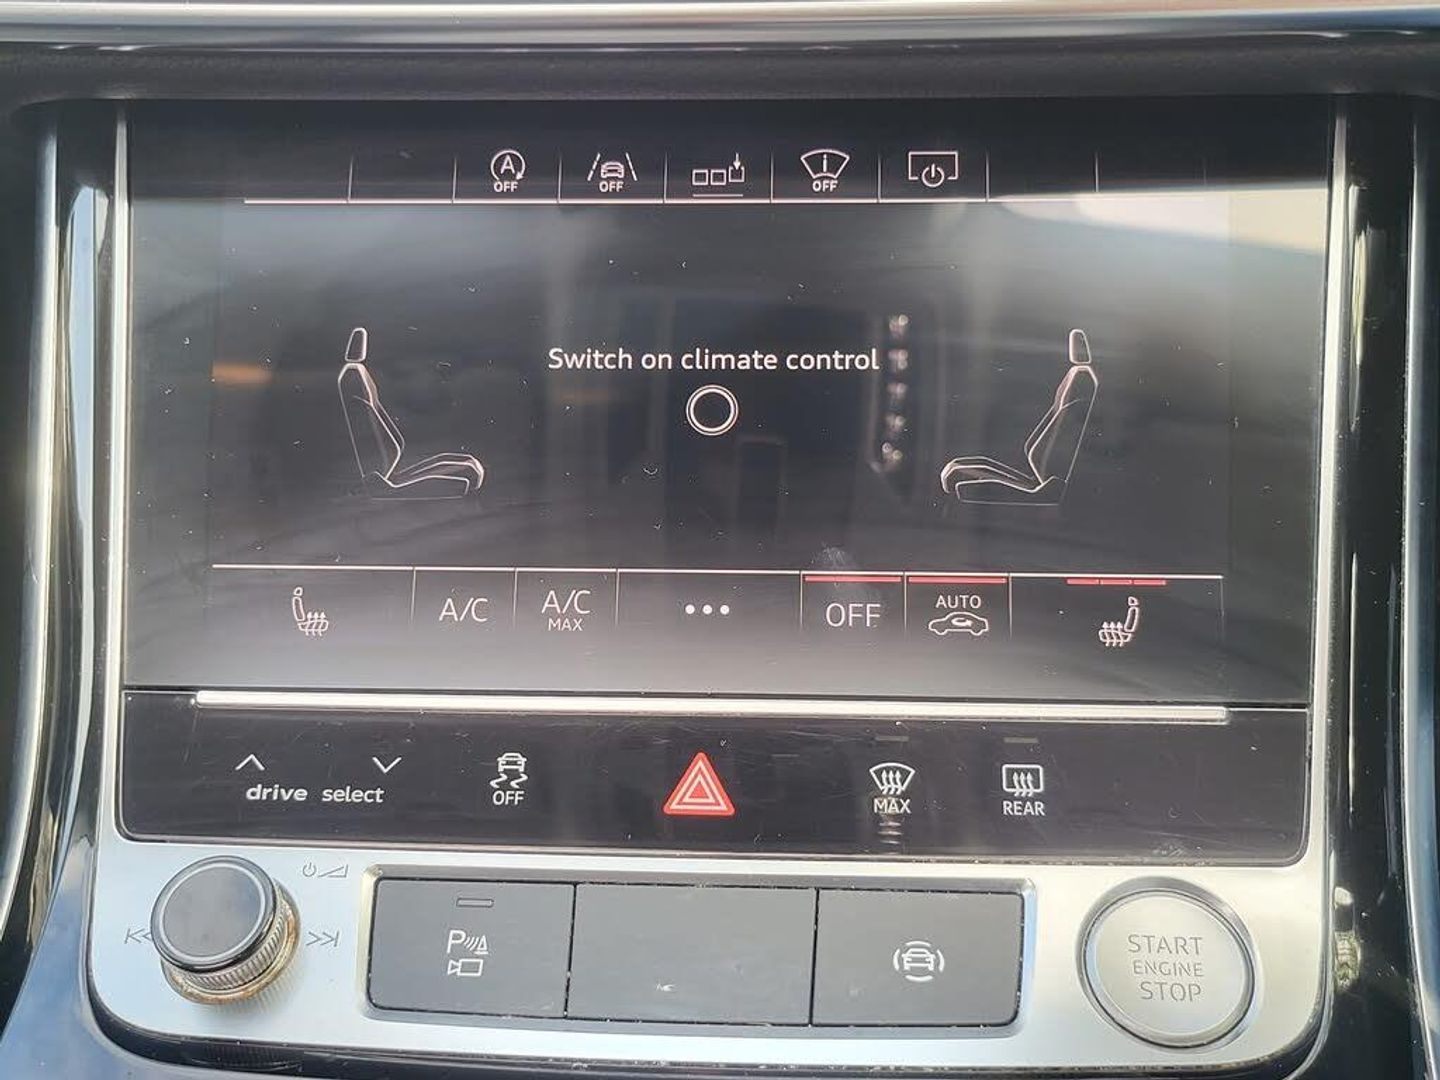 A
OFF
OFF
OFF
Switch on climate control
A/C
A/C
MAX
OFF
AUTO
drive select
OFF
MAX
REAR
P
START
ENGINE
STOP